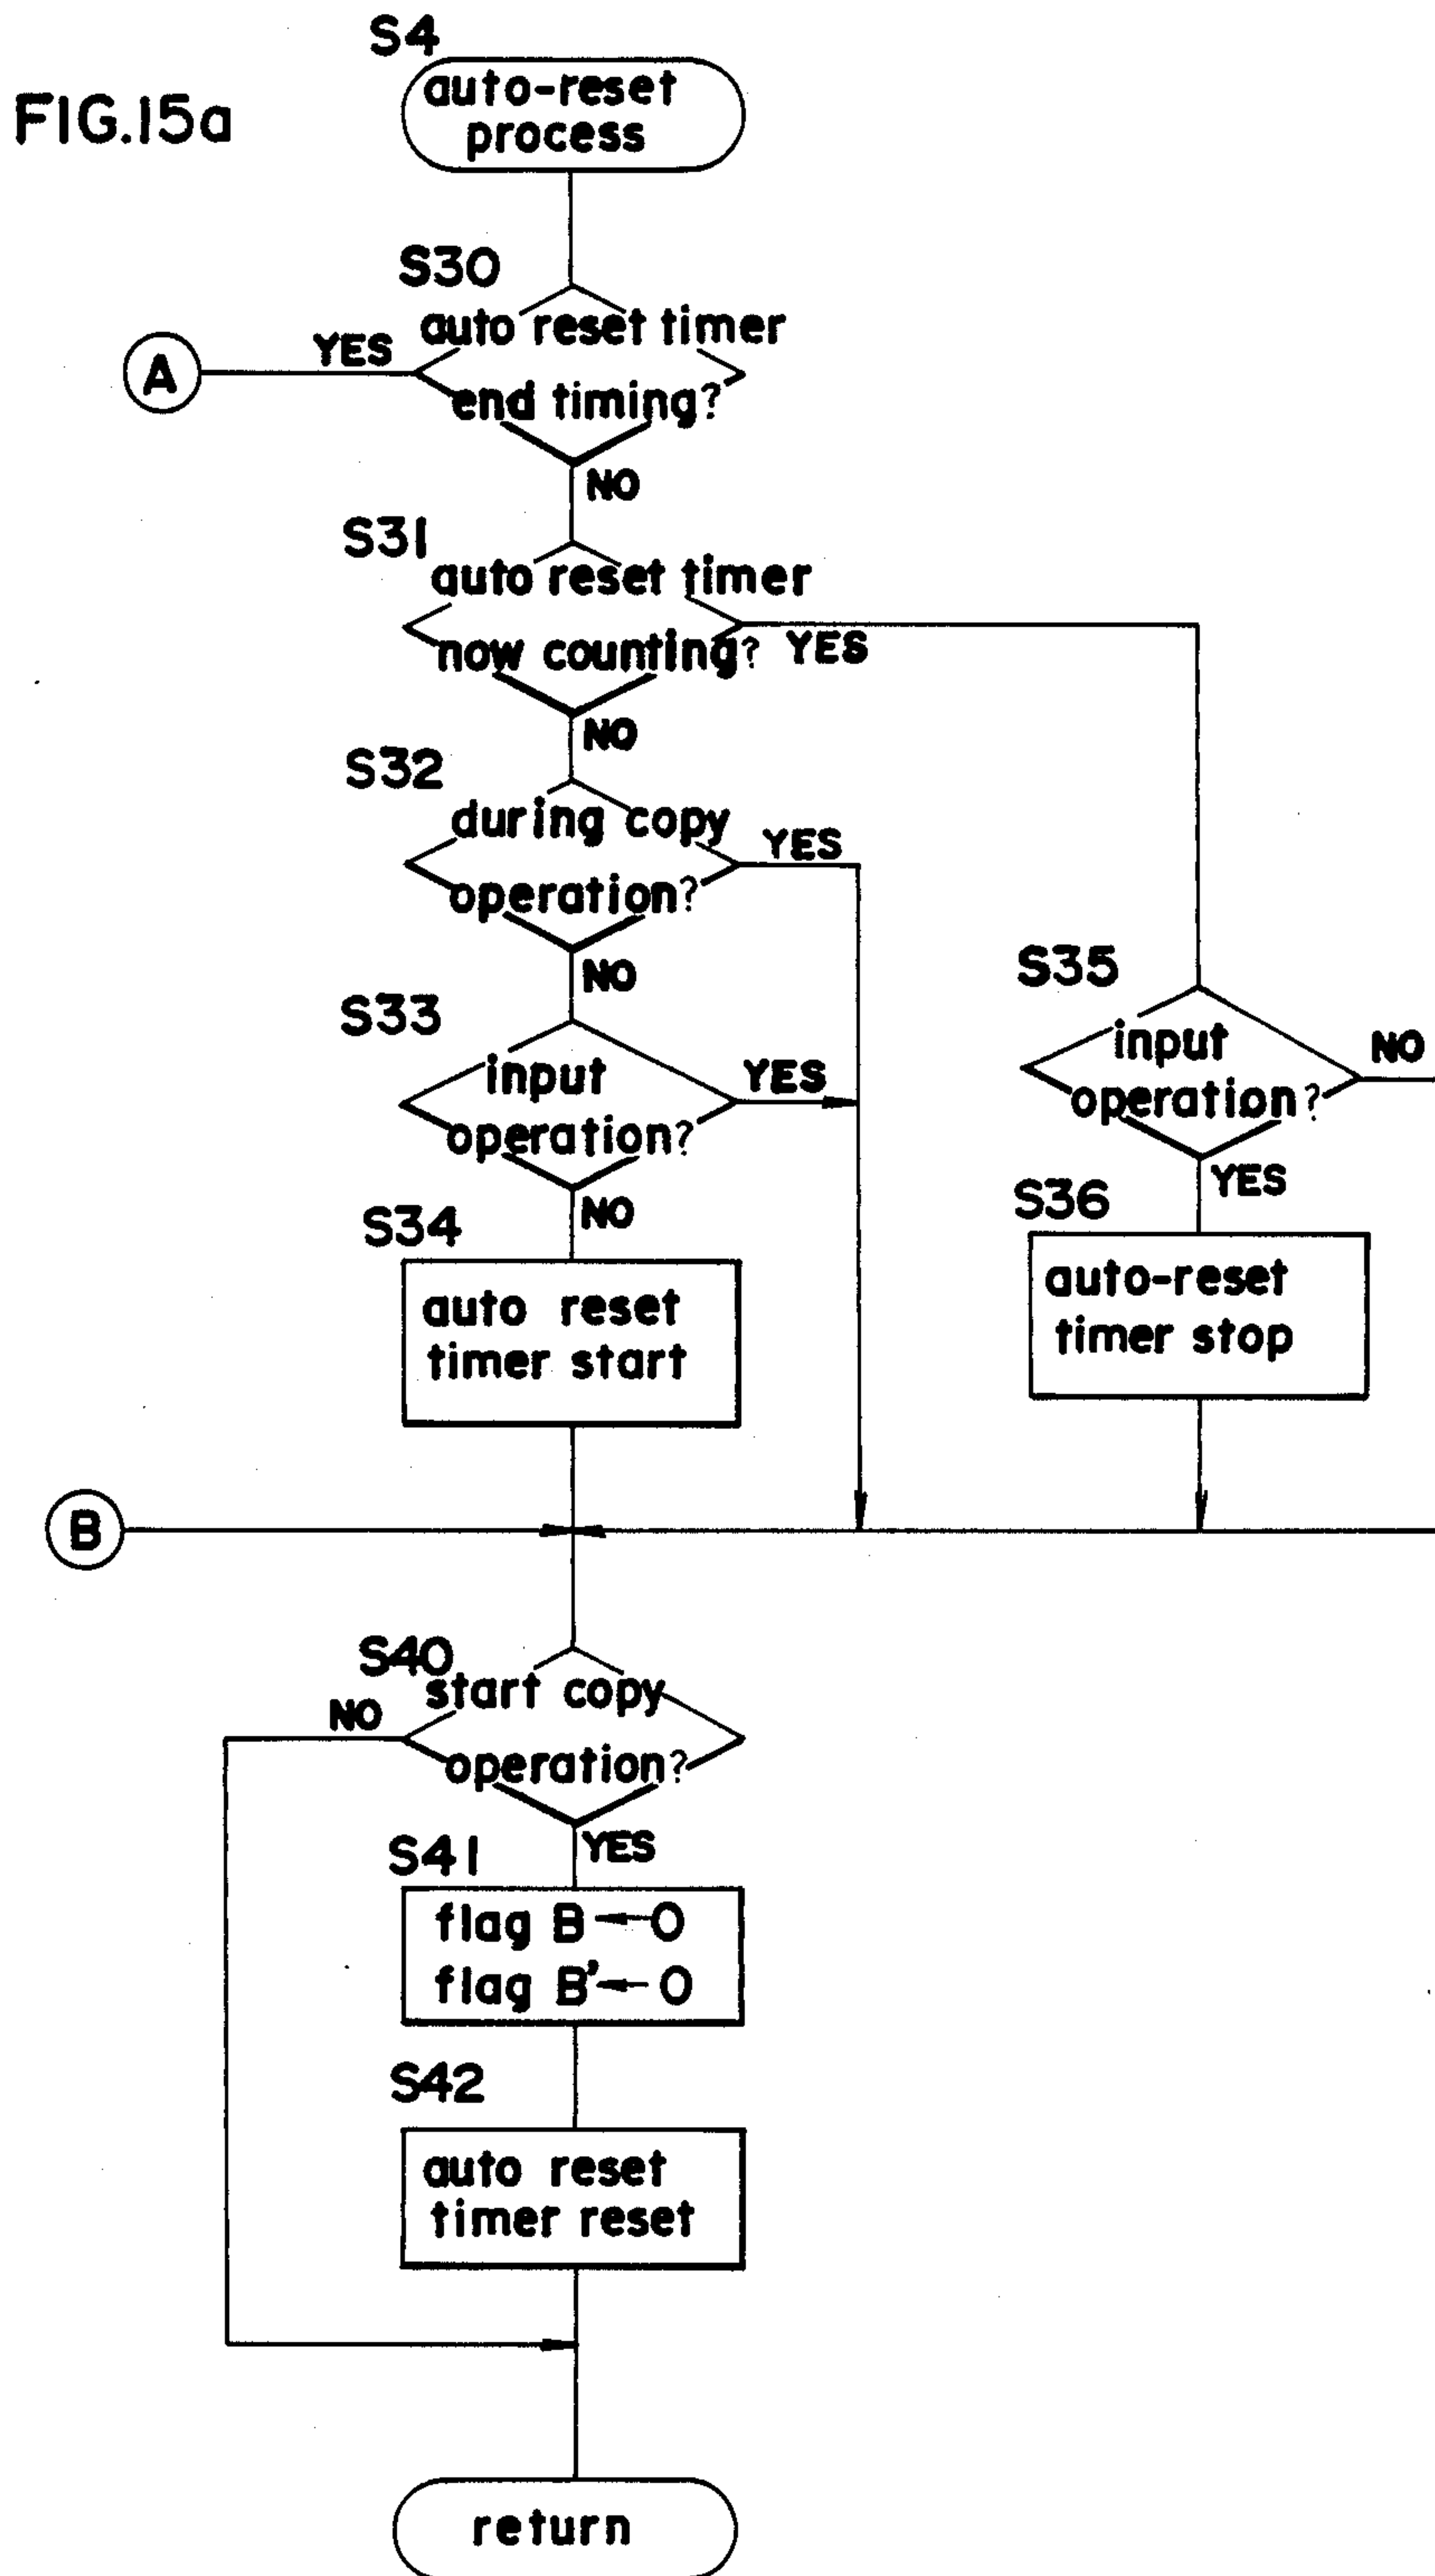 FIG.15a
S4
auto-reset
process
S30
auto reset timer
end timing?
YES
A
NO
S31
auto reset timer
now counting? YES
NO
S32
during copy
operation?
YES
NO
S33
input
operation?
YES
NO
S34
auto reset
timer start
S35
input
operation?
NO
YES
S36
auto-reset
timer stop
B
S40
start copy
operation?
NO
YES
S41
flag B ← O
flag B' ← O
S42
auto reset
timer reset
return